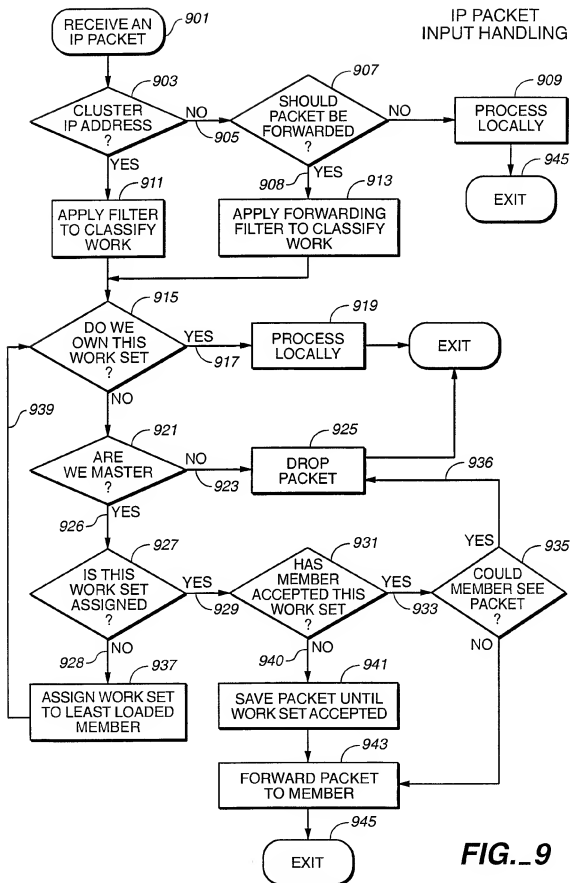 RECEIVE AN
IP PACKET
901
IP PACKET
INPUT HANDLING
903
CLUSTER
IP ADDRESS
?
NO
905
YES
907
SHOULD
PACKET BE
FORWARDED
?
NO
908
YES
909
PROCESS
LOCALLY
945
EXIT
911
APPLY FILTER
TO CLASSIFY
WORK
913
APPLY FORWARDING
FILTER TO CLASSIFY
WORK
915
DO WE
OWN THIS
WORK SET
?
YES
917
NO
919
PROCESS
LOCALLY
EXIT
939
921
ARE
WE MASTER
?
NO
923
926
YES
925
DROP
PACKET
936
927
IS THIS
WORK SET
ASSIGNED
?
YES
929
928
NO
931
HAS
MEMBER
ACCEPTED THIS
WORK SET
?
YES
933
940
NO
YES
935
COULD
MEMBER SEE
PACKET
?
NO
937
ASSIGN WORK SET
TO LEAST LOADED
MEMBER
941
SAVE PACKET UNTIL
WORK SET ACCEPTED
943
FORWARD PACKET
TO MEMBER
945
EXIT
FIG._9